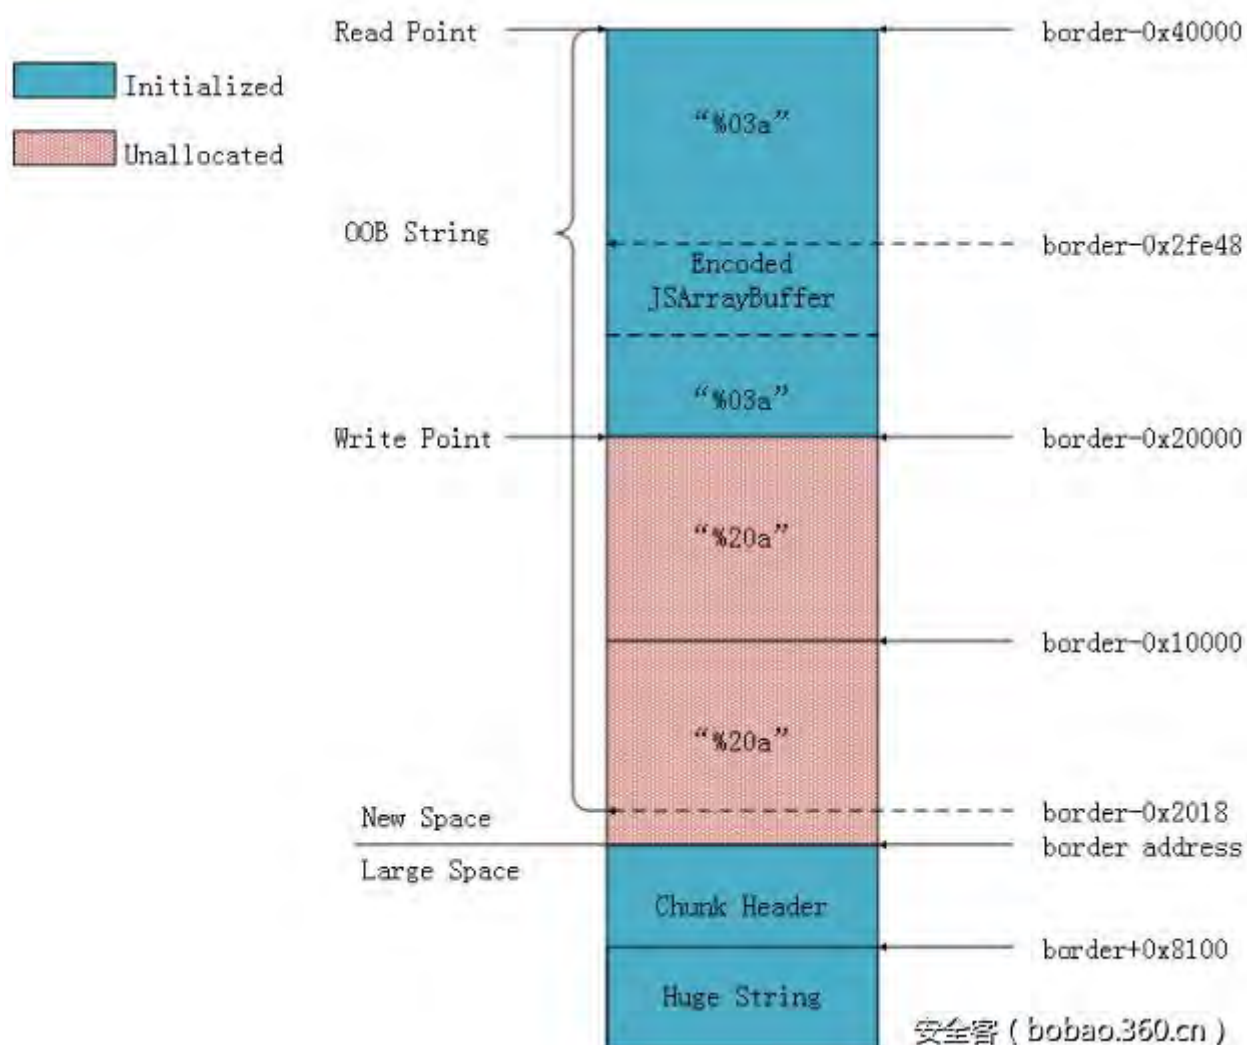 Read Point
border-0x40000
Initialized
“%03a”
Unallocated
OOB String
border-0x2fe48
Encoded
JSArrayBuffer
“%03a”
Write Point
border-0x20000
“%20a”
border-0x10000
“%20a”
border-0x2018
New Space
border address
Large Space
Chunk Header
border+0x8100
Huge String
安全客 ( bobao.360.cn )